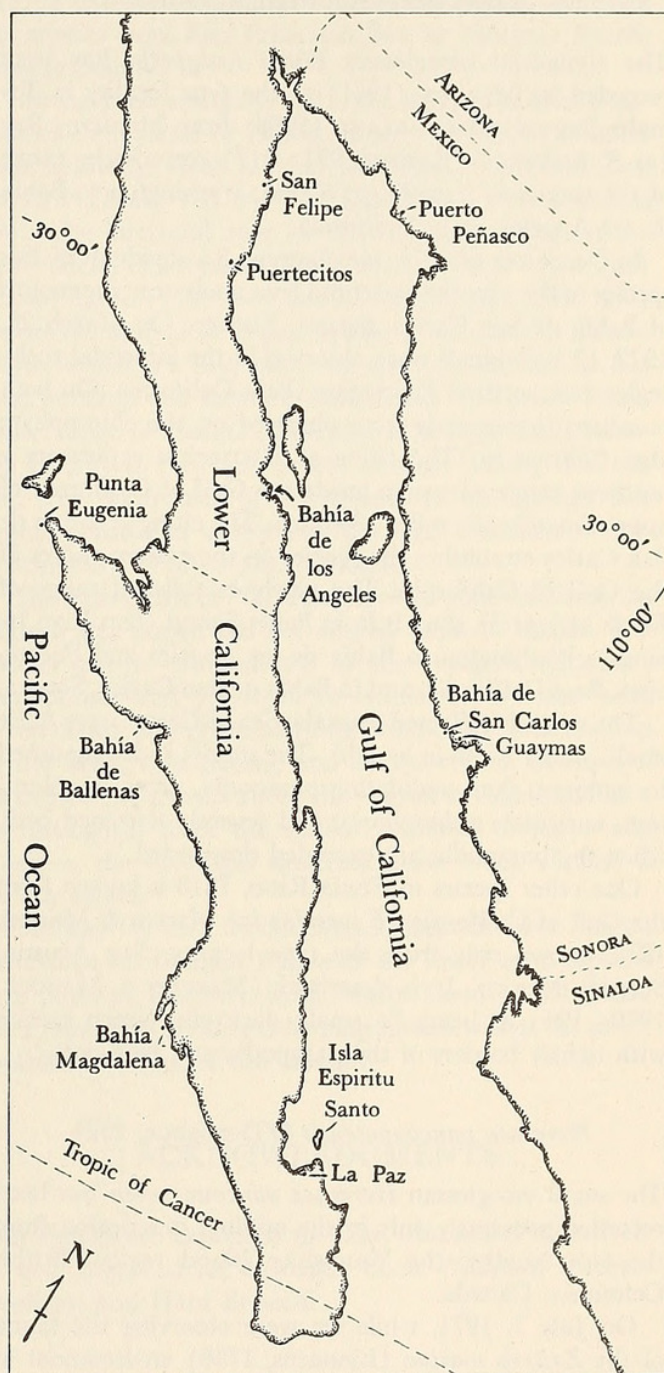 ARIZONA
MEXICO
San
Felipe
Puerto
Peñasco
30°00'
Puertecitos
Punta
Eugenia
Lower
California
Bahía
de
los
Angeles
30°00'
110°00'
Pacific
Ocean
Bahía
de
Ballenas
Gulf of California
Bahía de
San Carlos
Guaymas
SONORA
SINALOA
Bahía
Magdalena
Isla
Espiritu
Santo
La Paz
Tropic of Cancer
N